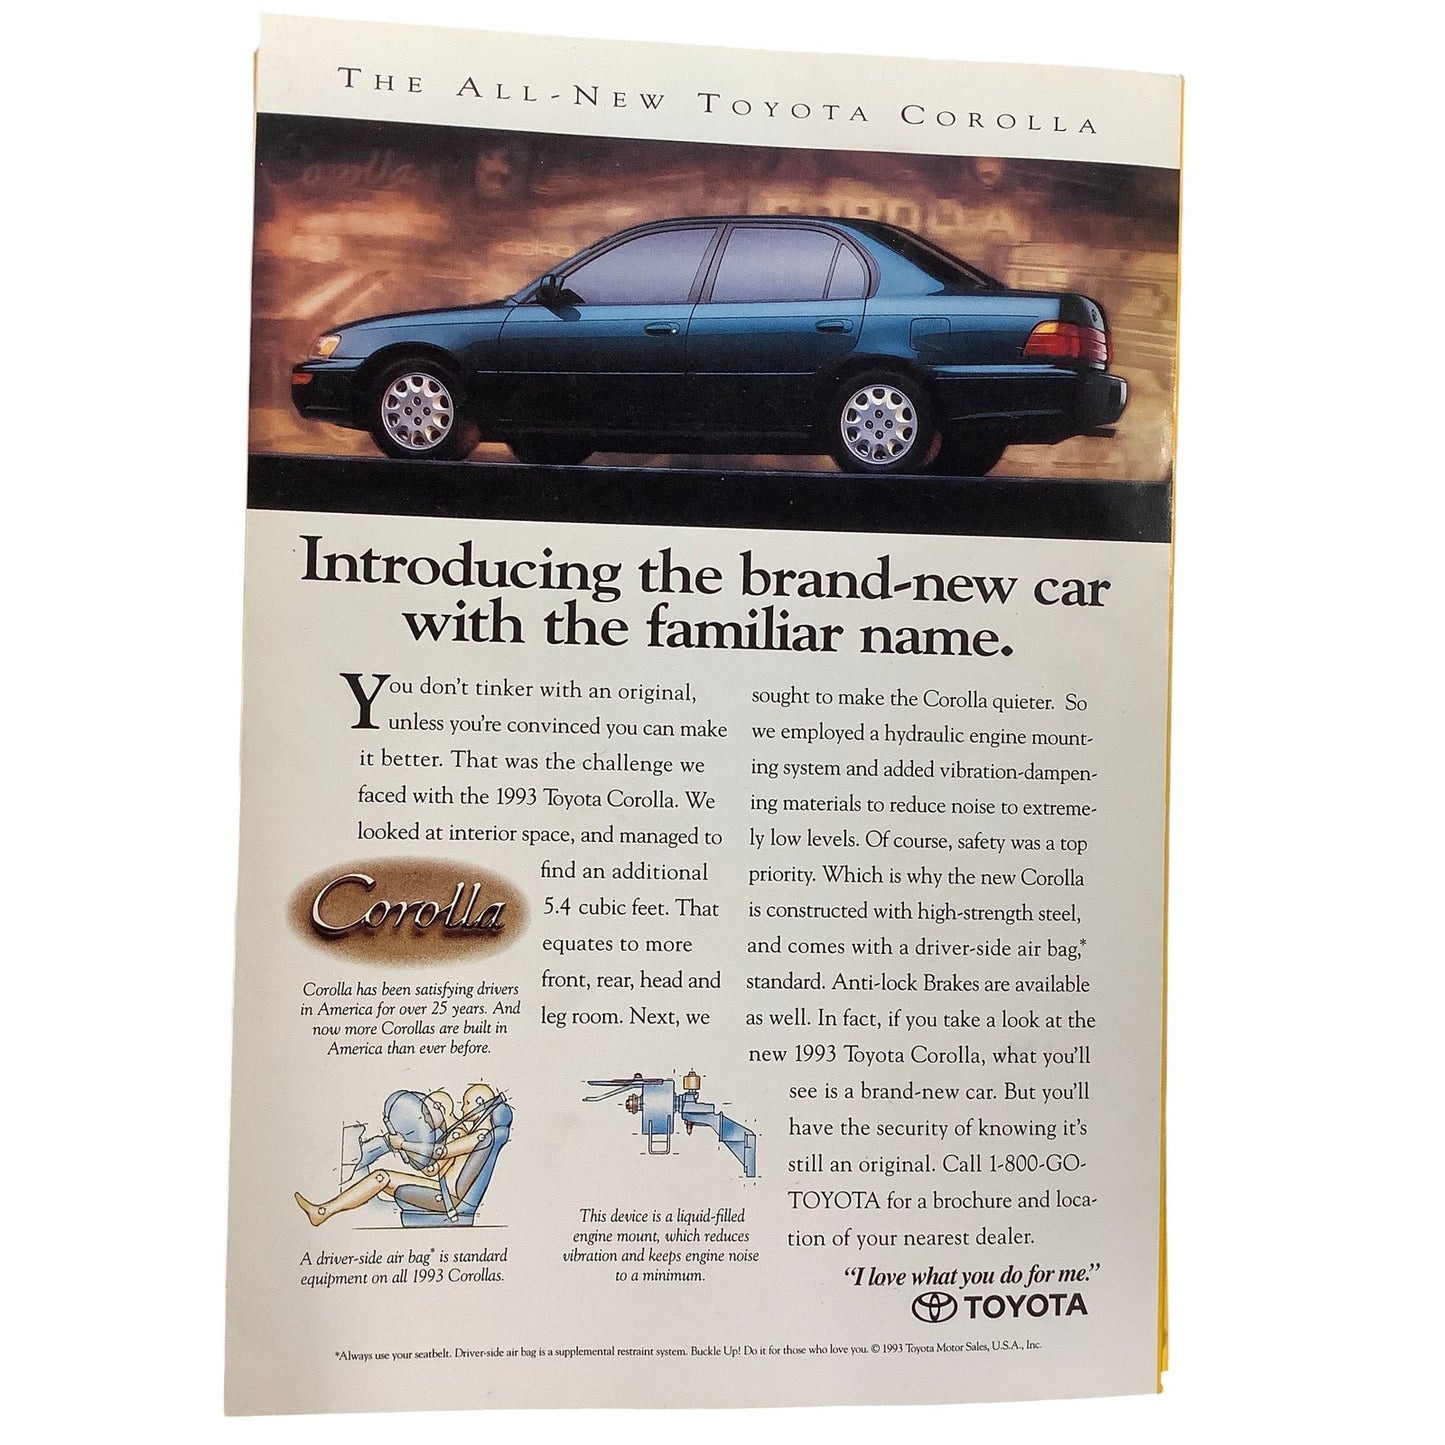 THE ALL-NEW TOYOTA COROLLA
Corolla
COROLLA
Introducing the brand-new car
with the familiar name.
You don't tinker with an original,
unless you're convinced you can make
it better. That was the challenge we
faced with the 1993 Toyota Corolla. We
looked at interior space, and managed to
find an additional
5.4 cubic feet. That
equates to more
front, rear, head and
leg room. Next, we
Corolla
Corolla has been satisfying drivers
in America for over 25 years. And
now more Corollas are built in
America than ever before.
A driver-side air bag* is standard
equipment on all 1993 Corollas.
This device is a liquid-filled
engine mount, which reduces
vibration and keeps engine noise
to a minimum.
sought to make the Corolla quieter. So
we employed a hydraulic engine mount-
ing system and added vibration-dampen-
ing materials to reduce noise to extreme-
ly low levels. Of course, safety was a top
priority. Which is why the new Corolla
is constructed with high-strength steel,
and comes with a driver-side air bag,*
standard. Anti-lock Brakes are available
as well. In fact, if you take a look at the
new 1993 Toyota Corolla, what you'll
see is a brand-new car. But you'll
have the security of knowing it's
still an original. Call 1-800-GO-
TOYOTA for a brochure and loca-
tion of your nearest dealer.
"I love what you do for me."
TOYOTA
*Always use your seatbelt. Driver-side air bag is a supplemental restraint system. Buckle Up! Do it for those who love you. © 1993 Toyota Motor Sales, U.S.A., Inc.